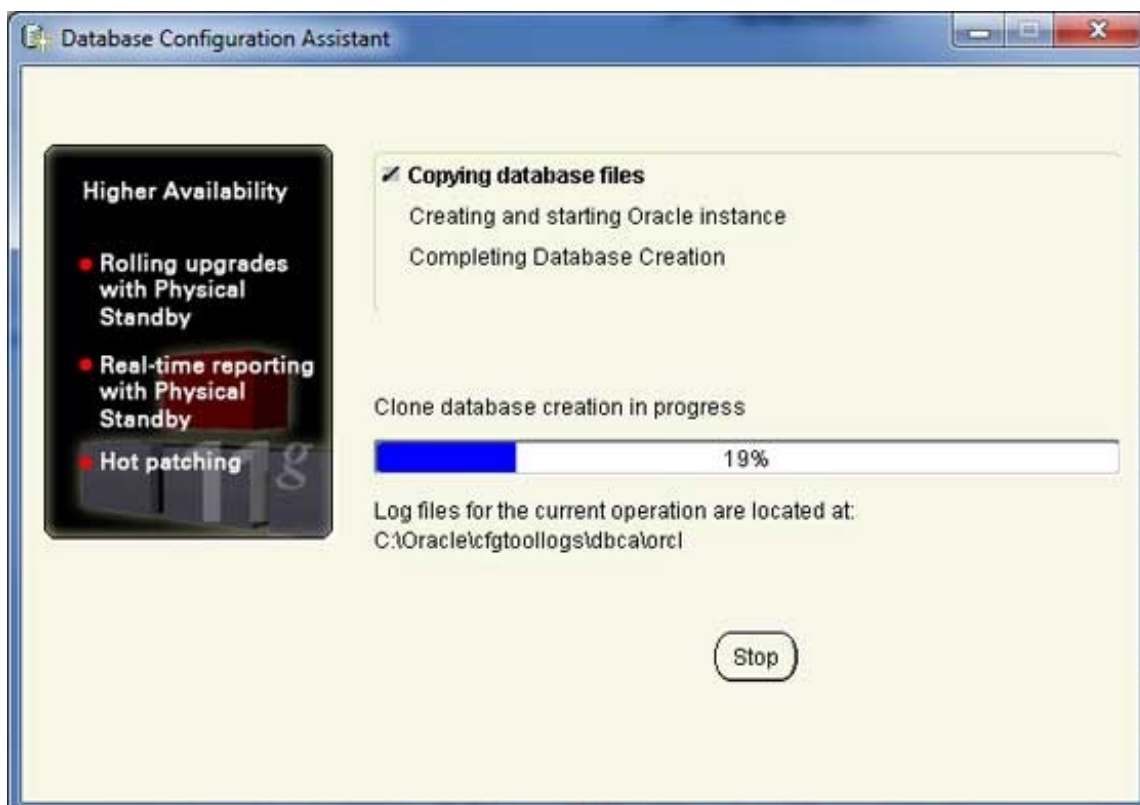 Database Configuration Assistant
Higher Availability
Rolling upgrades
with Physical
Standby
Real-time reporting
with Physical
Standby
Hot patching
11g
Copying database files
Creating and starting Oracle instance
Completing Database Creation
Clone database creation in progress
19%
Log files for the current operation are located at:
C:\Oracle\cfgtoollogs\dbca\orcl
Stop